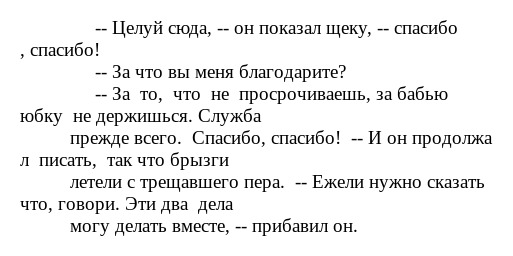 -- Целуй сюда, -- он показал щеку, -- спасибо
, спасибо!
-- За что вы меня благодарите?
-- За  то,  что  не  просрочиваешь, за бабью
юбку  не держишься. Служба
прежде всего.  Спасибо, спасибо!  -- И он продолжа
л  писать,  так что брызги
летели с трещавшего пера.  -- Ежели нужно сказать
что, говори. Эти два  дела
могу делать вместе, -- прибавил он.